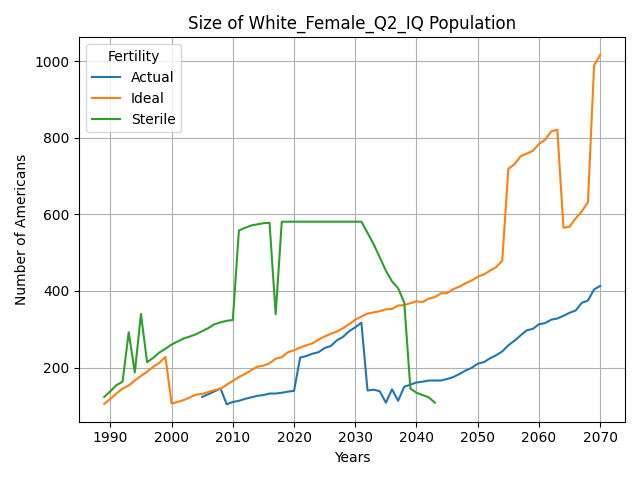 Size of White_Female_Q2_IQ Population
Fertility
Actual
Ideal
Sterile
Number of Americans
1000
800
600
400
200
1990 2000 2010 2020 2030 2040 2050 2060 2070
Years